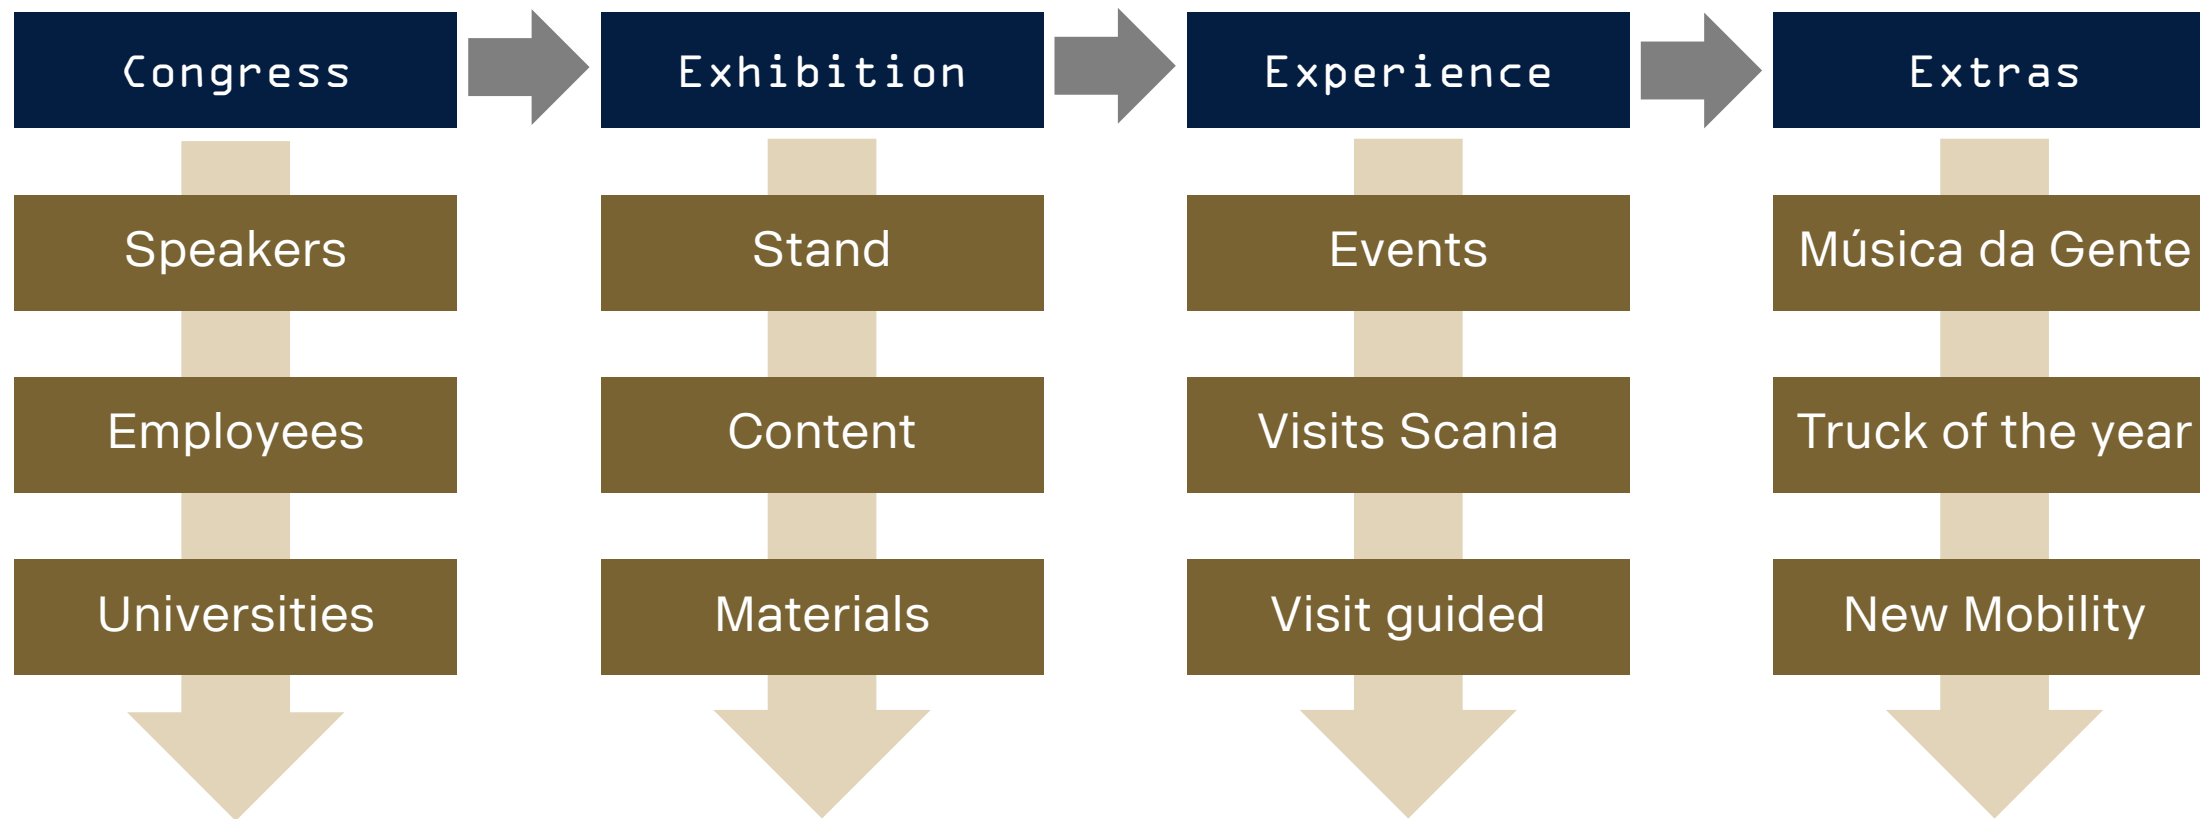 Congress
Exhibition
Experience
Extras
Speakers
Stand
Events
Música da Gente
Employees
Content
Visits Scania
Truck of the year
Universities
Materials
Visit guided
New Mobility